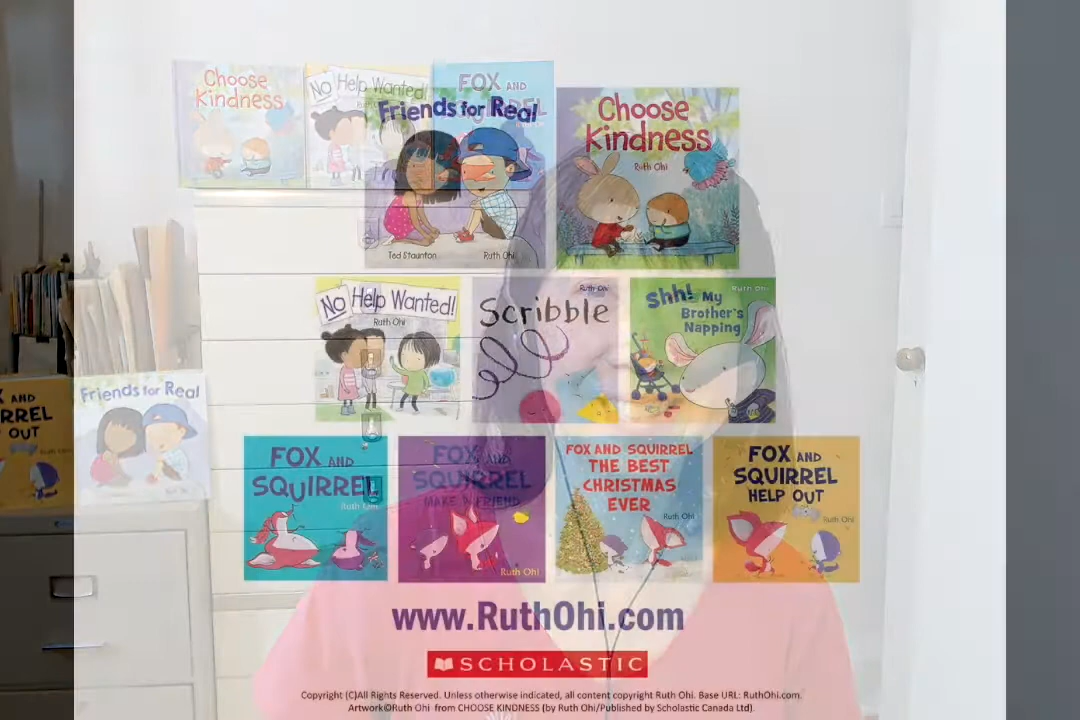 Choose
Kindness
No Help Wanted!
FOX AND
SQUIRREL
Friends for Real
Ted Staunton
Ruth Ohi
Choose
Kindness
Ruth Ohi
No Help Wanted!
Ruth Ohi
Ruth Ohi
Scribble
Ruth Ohi
Shh! My
Brother's
Napping
AND
RREL
OUT
Friends for Real
FOX AND
SQUIRREL
Ruth Ohi
FOX AND
SQUIRREL
MAKE A FRIEND
Ruth Ohi
FOX AND SQUIRREL
THE BEST
CHRISTMAS
EVER
Ruth Ohi
FOX AND
SQUIRREL
HELP OUT
Ruth Ohi
www.RuthOhi.com
SCHOLASTIC
Copyright (C)All Rights Reserved. Unless otherwise indicated, all content copyright Ruth Ohi. Base URL: RuthOhi.com.
Artwork©Ruth Ohi from CHOOSE KINDNESS (by Ruth Ohi/Published by Scholastic Canada Ltd).